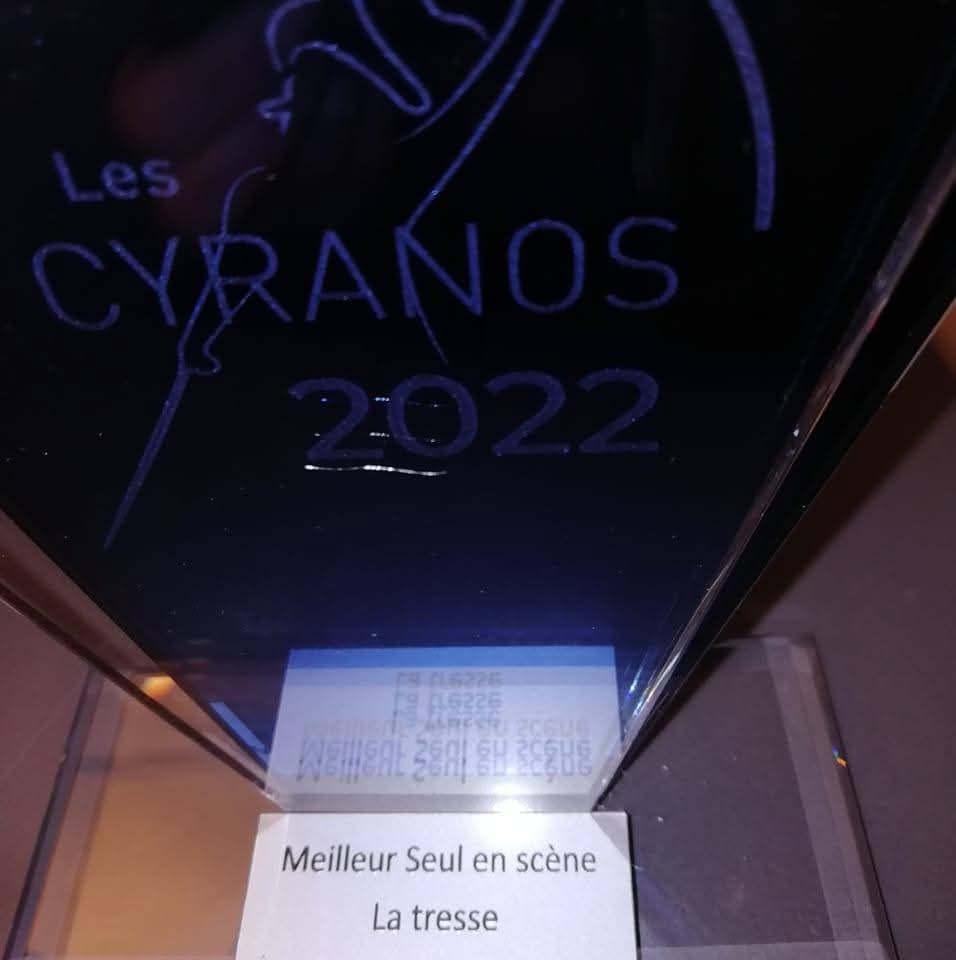 Les
CYRANOS
2022
Meilleur Seul en scène
La tresse